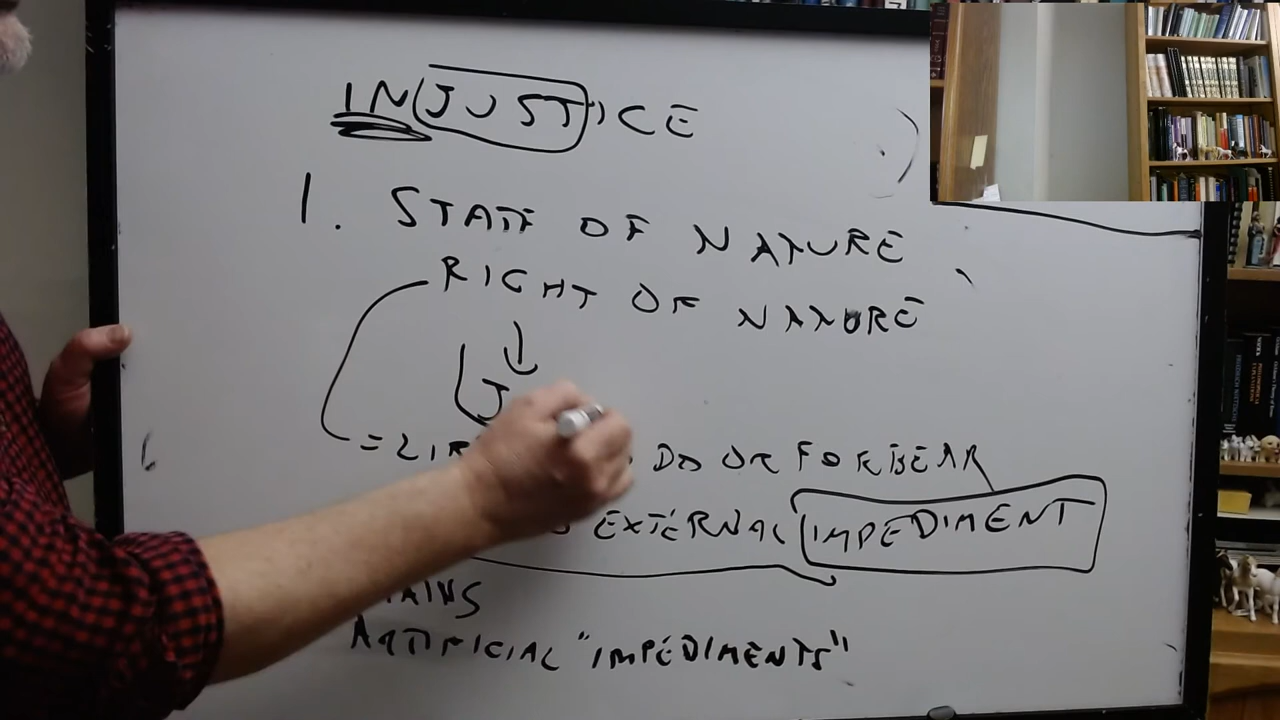 INJUSTICE
1. STATE OF NATURE
RIGHT OF NATURE
J
= DO OR FORBEAR
EXTERNAL IMPEDIMENT
ARTIFICIAL "IMPEDIMENTS"